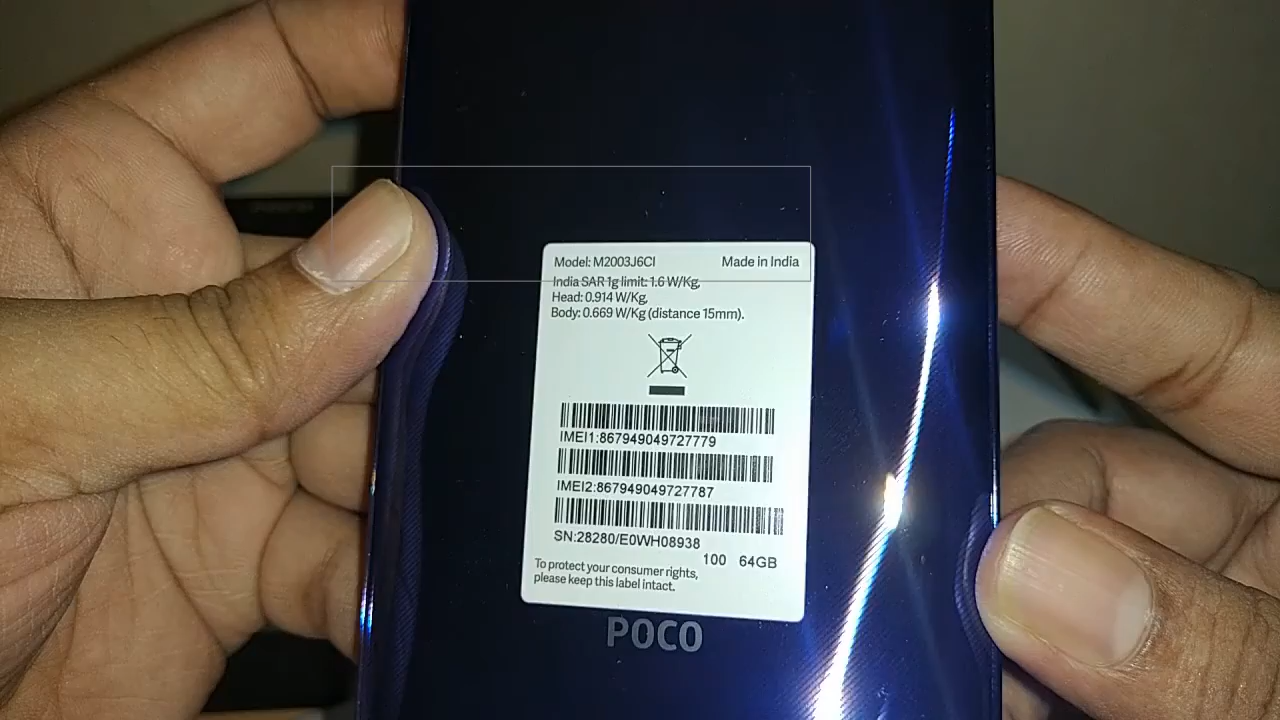 Model: M2003J6CI Made in India
India SAR 1g limit: 1.6 W/Kg,
Head: 0.914 W/Kg,
Body: 0.669 W/Kg (distance 15mm).
IMEI1:867949049727779
IMEI2:867949049727787
SN:28280/E0WH08938
100 64GB
To protect your consumer rights,
please keep this label intact.
POCO